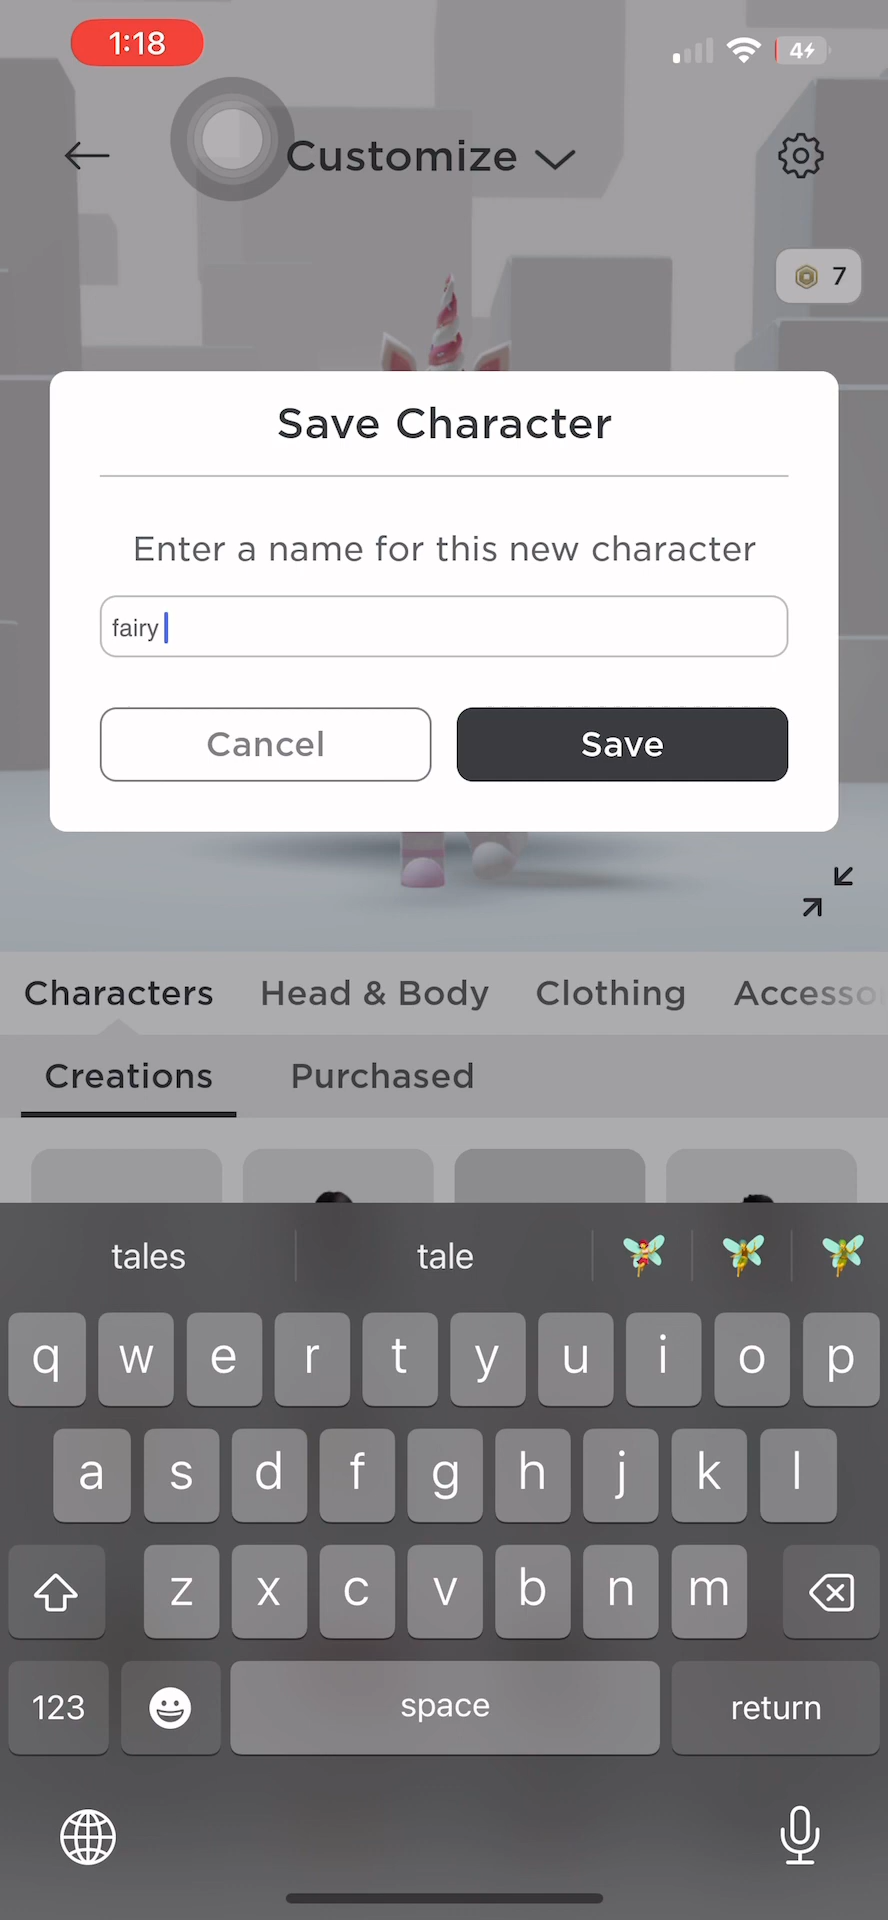 1:18
4
Customize
7
Save Character
Enter a name for this new character
fairy
Cancel
Save
Characters Head & Body Clothing Accesso
Creations Purchased
tales tale
q w e r t y u i o p
a s d f g h j k l
z x c v b n m
123 space return